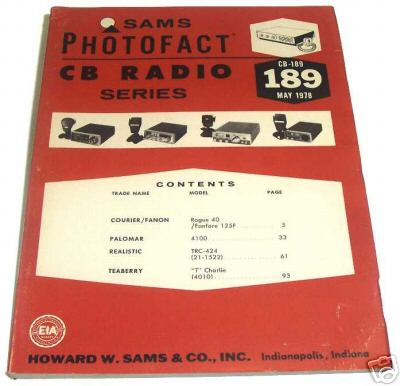 SAMS
PHOTOFACT
CB RADIO
SERIES
CB-189
189
MAY 1978
CONTENTS
TRADE NAME MODEL PAGE
COURIER/FANON Rogue 40
/Fanfare 125F 5
PALOMAR 4100 33
REALISTIC TRC-424
(21-1522) 61
TEABERRY "T" Charlie
(4010) 93
EIA
HOWARD W. SAMS & CO., INC. Indianapolis, Indiana
ebY